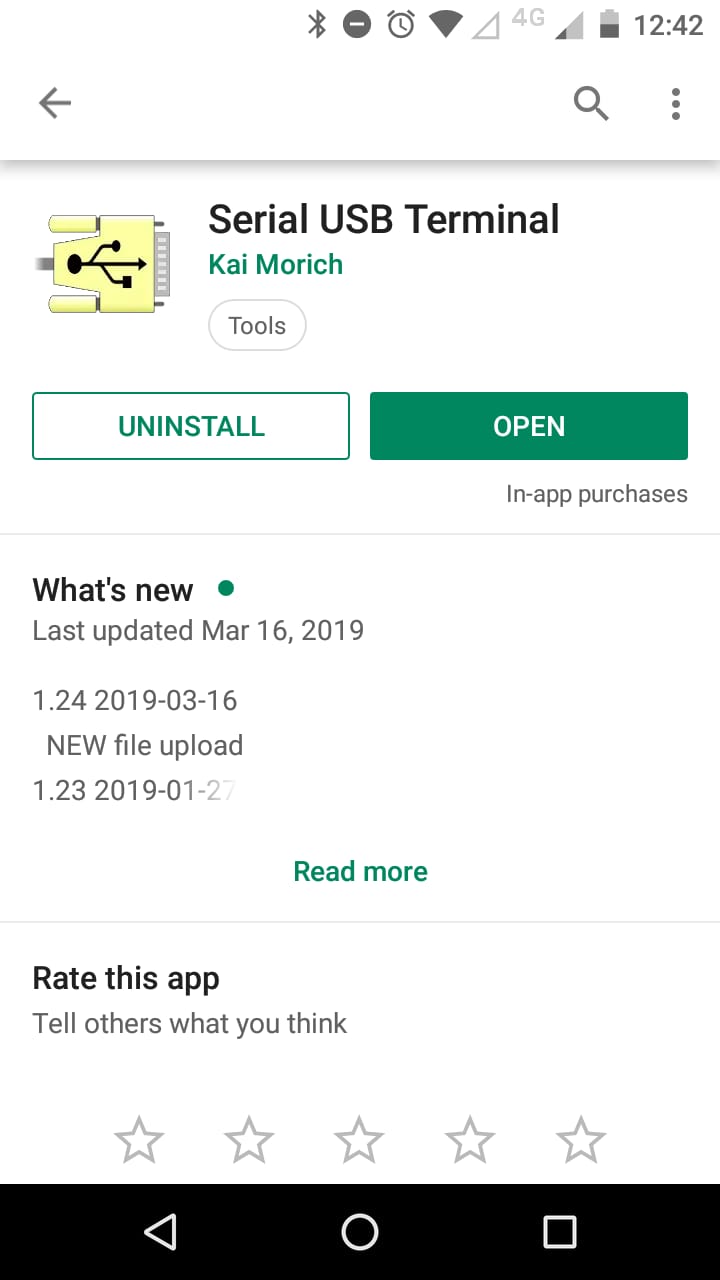 4G 12:42
Serial USB Terminal
Kai Morich
Tools
UNINSTALL OPEN
In-app purchases
What's new
Last updated Mar 16, 2019
1.24 2019-03-16
NEW file upload
1.23 2019-01-27
Read more
Rate this app
Tell others what you think